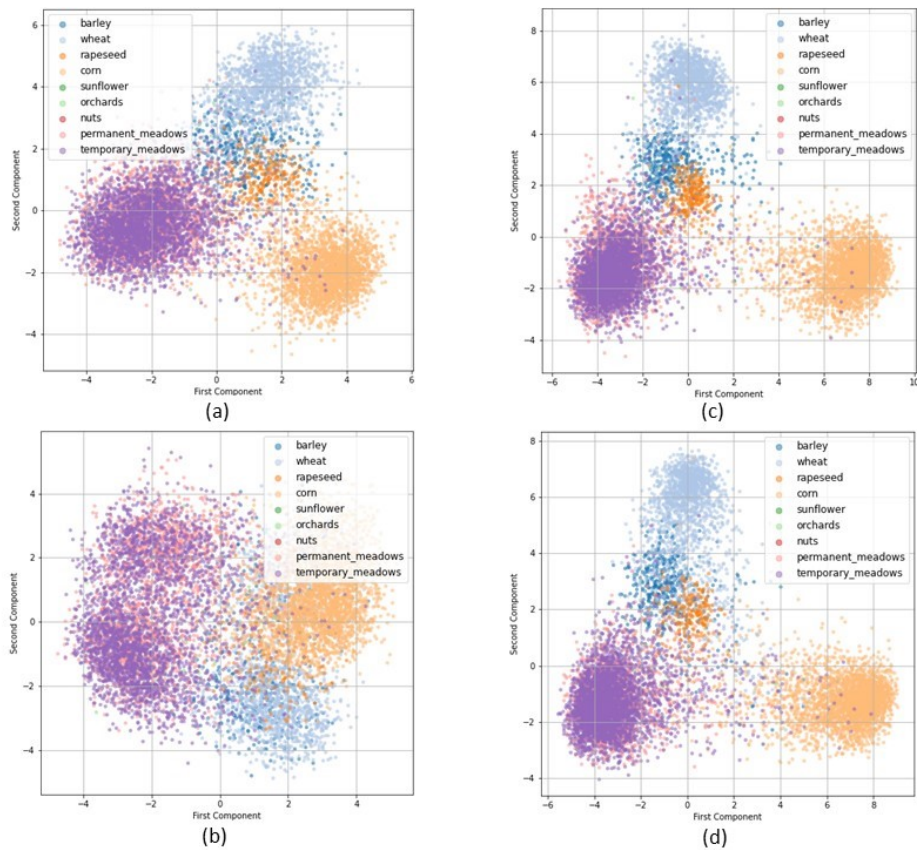 6
4
2
0
−2
−4
−4
−2
0
2
4
6
Second Component
First Component
barley
wheat
rapeseed
corn
sunflower
orchards
nuts
permanent_meadows
temporary_meadows
(a)
8
6
4
2
0
−2
−4
−6
−4
−2
0
2
4
6
8
10
Second Component
First Component
barley
wheat
rapeseed
corn
sunflower
orchards
nuts
permanent_meadows
temporary_meadows
(c)
4
2
0
−2
−4
−4
−2
0
2
4
Second Component
First Component
barley
wheat
rapeseed
corn
sunflower
orchards
nuts
permanent_meadows
temporary_meadows
(b)
8
6
4
2
0
−2
−4
−6
−4
−2
0
2
4
6
8
Second Component
First Component
barley
wheat
rapeseed
corn
sunflower
orchards
nuts
permanent_meadows
temporary_meadows
(d)